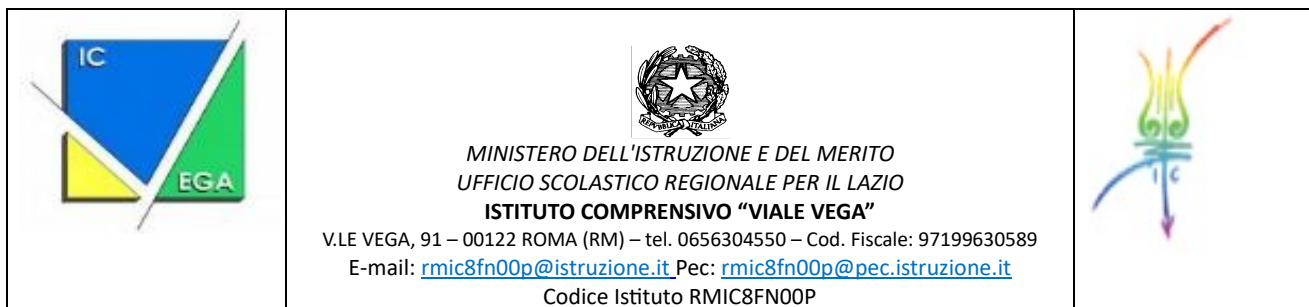 IC
EGA
REPVBBLICA ITALIANA
MINISTERO DELL'ISTRUZIONE E DEL MERITO
UFFICIO SCOLASTICO REGIONALE PER IL LAZIO
ISTITUTO COMPRENSIVO “VIALE VEGA”
V.LE VEGA, 91 – 00122 ROMA (RM) – tel. 0656304550 – Cod. Fiscale: 97199630589
E-mail: rmic8fn00p@istruzione.it Pec: rmic8fn00p@pec.istruzione.it
Codice Istituto RMIC8FN00P
I C